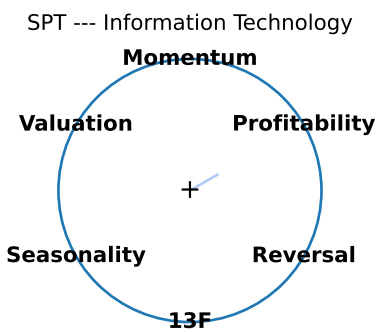 SPT --- Information Technology
Momentum
Valuation
Profitability
Seasonality
Reversal
13F